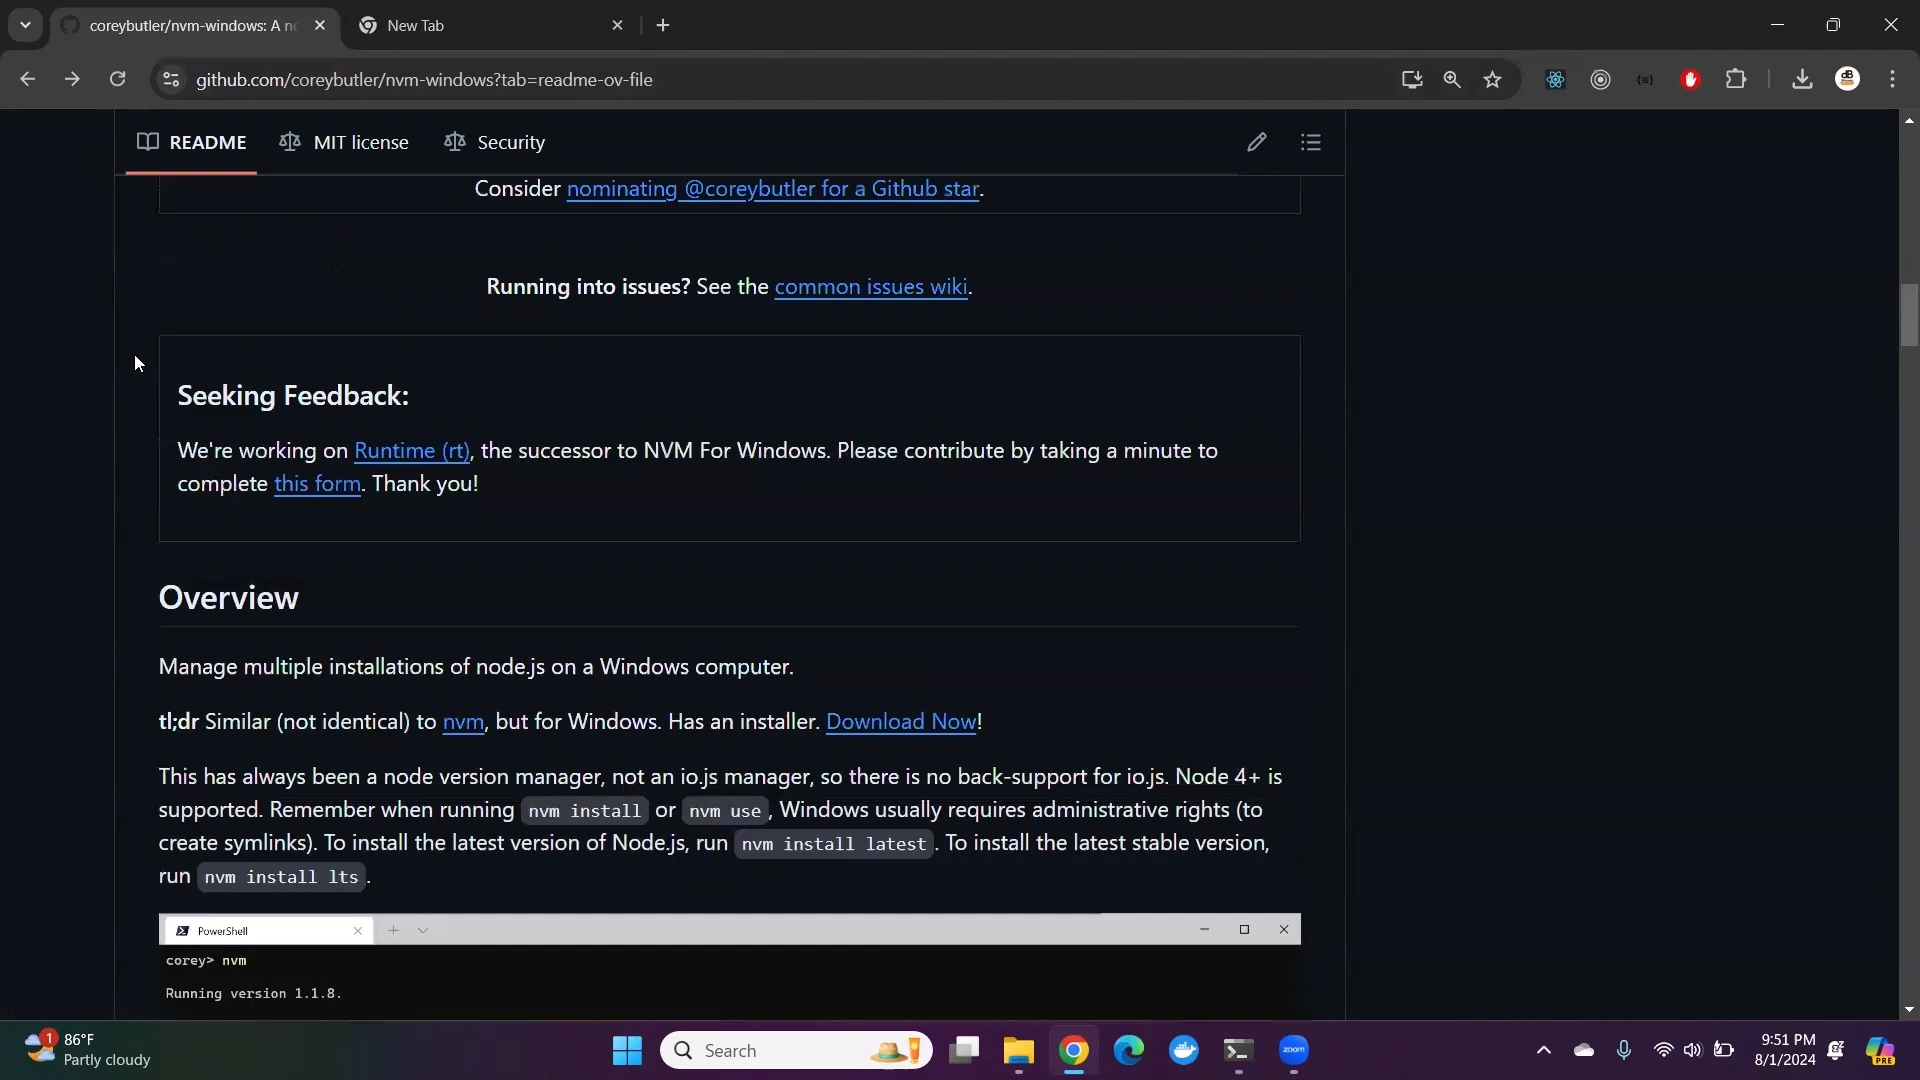 coreybutler/nvm-windows: A no
New Tab
github.com/coreybutler/nvm-windows?tab=readme-ov-file
README
MIT license
Security
Consider nominating @coreybutler for a Github star.
Running into issues? See the common issues wiki.
Seeking Feedback:
We're working on Runtime (rt), the successor to NVM For Windows. Please contribute by taking a minute to
complete this form. Thank you!
Overview
Manage multiple installations of node.js on a Windows computer.
tl;dr Similar (not identical) to nvm, but for Windows. Has an installer. Download Now!
This has always been a node version manager, not an io.js manager, so there is no back-support for io.js. Node 4+ is
supported. Remember when running nvm install or nvm use, Windows usually requires administrative rights (to
create symlinks). To install the latest version of Node.js, run nvm install latest. To install the latest stable version,
run nvm install lts.
PowerShell
corey> nvm
Running version 1.1.8.
1
86°F
Partly cloudy
Search
zoom
9:51 PM
8/1/2024
PRE